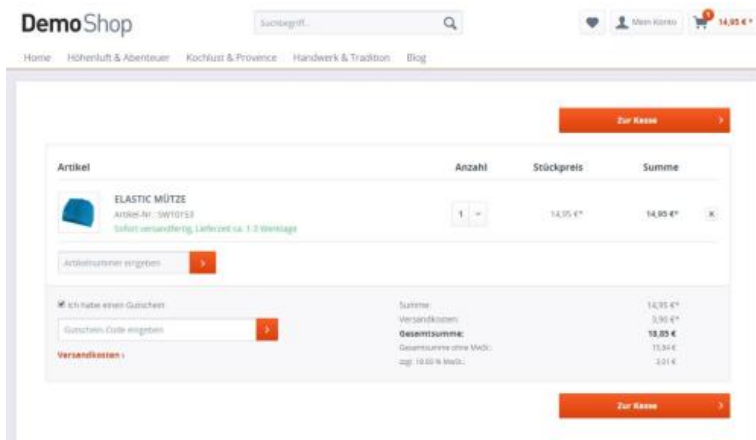 DemoShop
Suchbegriff...
Mein Konto
1
14,95 €*
Home Höhenluft & Abenteuer Kochlust & Provence Handwerk & Tradition Blog
Zur Kasse
Artikel Anzahl Stückpreis Summe
ELASTIC MÜTZE
Artikel-Nr.: SW10153
Sofort versandfertig, Lieferzeit ca. 1-3 Werktage
1 14,95 €* 14,95 €*
Artikelnummer eingeben
Ich habe einen Gutschein
Gutschein-Code eingeben
Versandkosten
Summe: 14,95 €*
Versandkosten: 3,90 €*
Gesamtsumme: 18,85 €
Gesamtsumme ohne MwSt.: 15,84 €
zzgl. 19.00 % MwSt.: 3,01 €
Zur Kasse